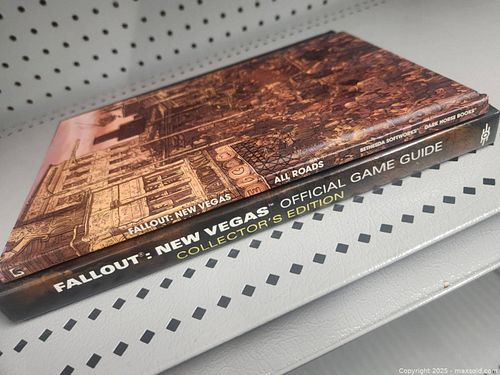 FALLOUT: NEW VEGAS ALL ROADS BETHESDA SOFTWORKS® DARK HORSE BOOKS®
FALLOUT®: NEW VEGAS™ OFFICIAL GAME GUIDE
COLLECTOR'S EDITION
Copyright 2025 - maxsold.com